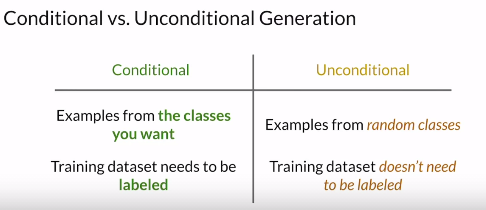 Conditional vs. Unconditional Generation
Conditional
Unconditional
Examples from the classes
you want
Examples from random classes
Training dataset needs to be
labeled
Training dataset doesn't need
to be labeled